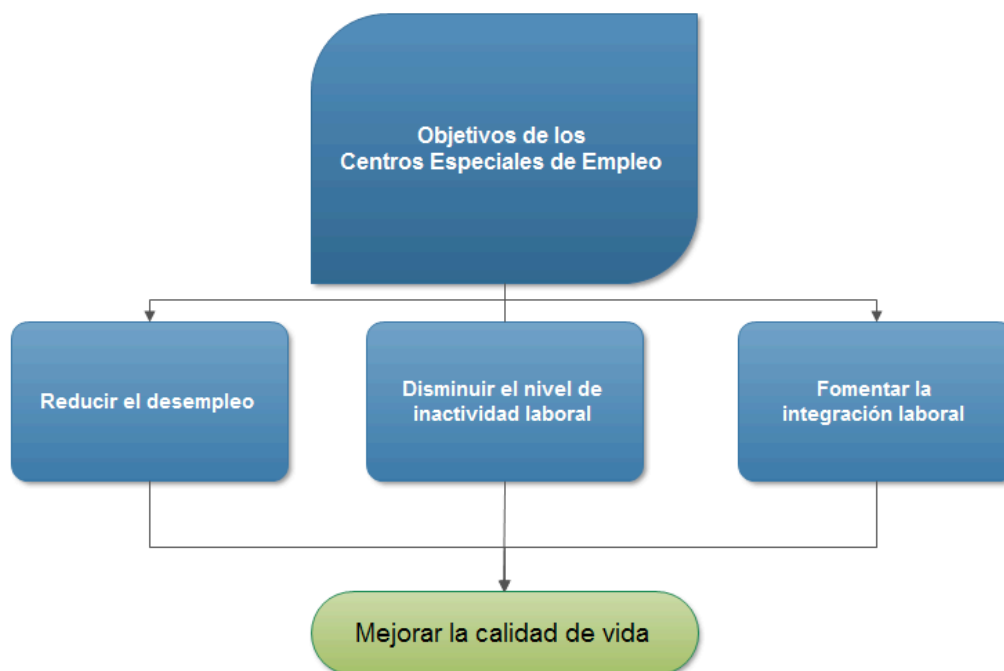 Objetivos de los
Centros Especiales de Empleo
Reducir el desempleo
Disminuir el nivel de
inactividad laboral
Fomentar la
integración laboral
Mejorar la calidad de vida